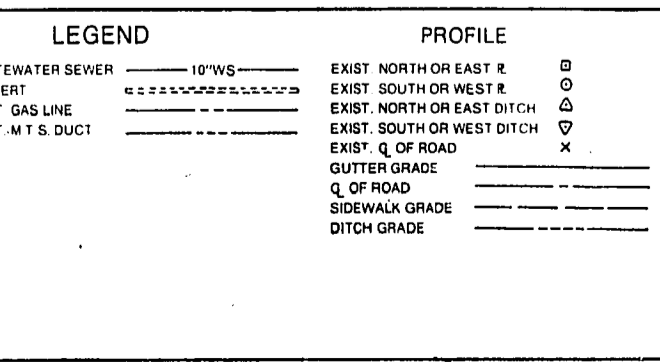 LEGEND
TEWATER SEWER 10"WS
ERT
T GAS LINE
T.-M T S. DUCT
PROFILE
EXIST. NORTH OR EAST ⅊
EXIST. SOUTH OR WEST ⅊
EXIST. NORTH OR EAST DITCH
EXIST. SOUTH OR WEST DITCH
EXIST. ℄ OF ROAD
GUTTER GRADE
℄ OF ROAD
SIDEWALK GRADE
DITCH GRADE